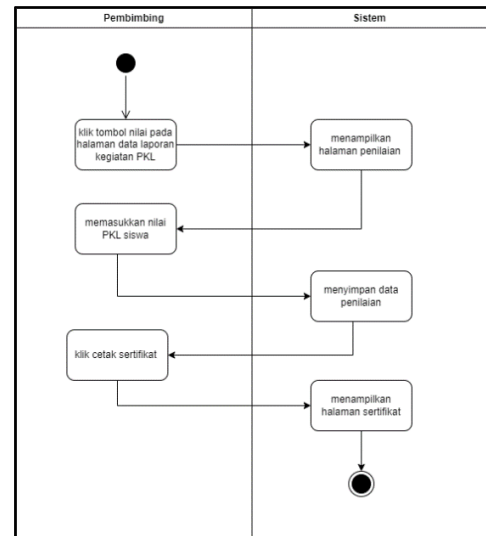 Pembimbing
Sistem
klik tombol nilai pada
halaman data laporan
kegiatan PKL
menampilkan
halaman penilaian
memasukkan nilai
PKL siswa
menyimpan data
penilaian
klik cetak sertifikat
menampilkan
halaman sertifikat